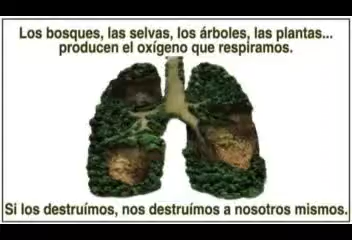 Los bosques, las selvas, los árboles, las plantas...
producen el oxígeno que respiramos.
Si los destruímos, nos destruímos a nosotros mismos.